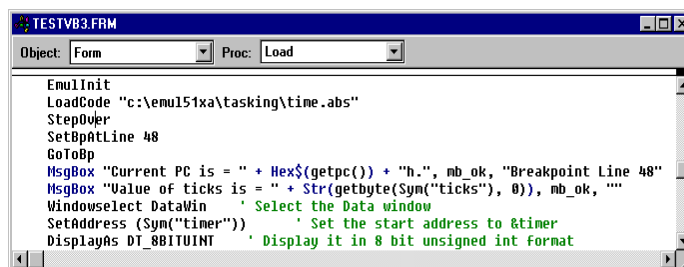 TESTVB3.FRM
Object: Form Proc: Load
EmulInit
LoadCode "c:\emul51xa\tasking\time.abs"
StepOver
SetBpAtLine 48
GoToBp
MsgBox "Current PC is = " + Hex$(getpc()) + "h.", mb_ok, "Breakpoint Line 48"
MsgBox "Value of ticks is = " + Str(getbyte(Sym("ticks"), 0)), mb_ok, ""
Windowselect DataWin ' Select the Data window
SetAddress (Sym("timer")) ' Set the start address to &timer
DisplayAs DT_8BITUINT ' Display it in 8 bit unsigned int format